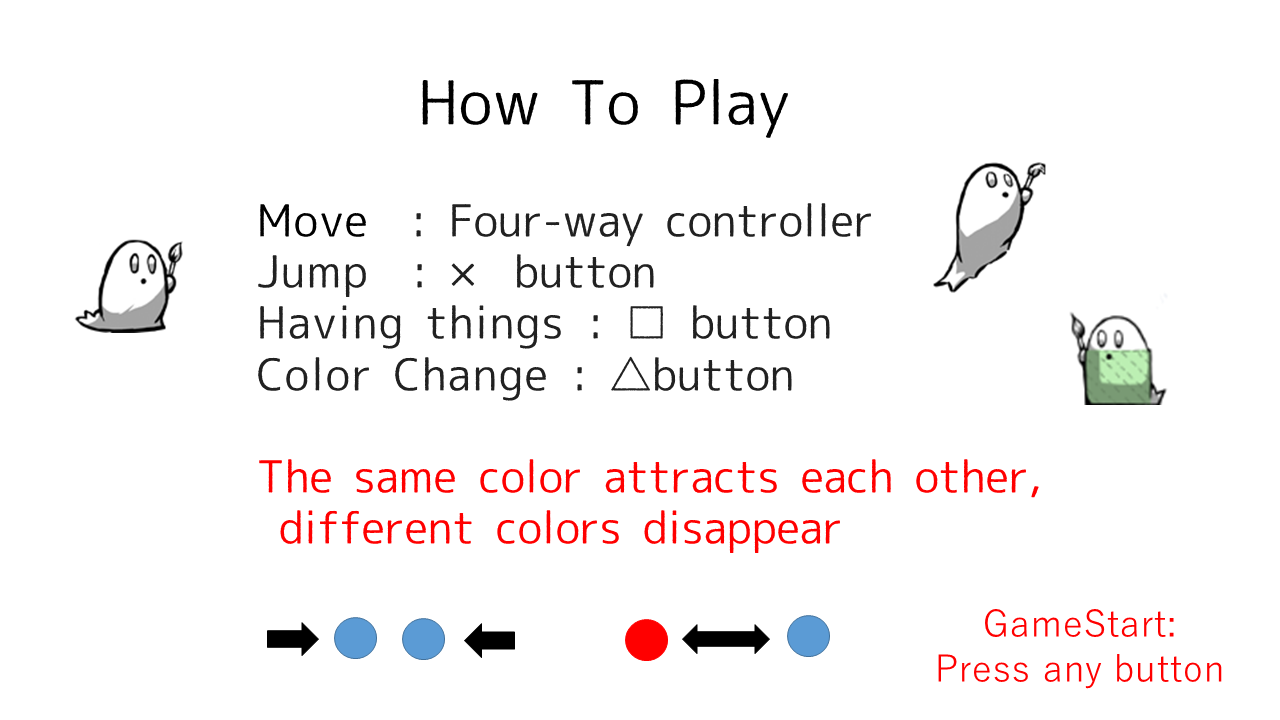 How To Play
Move : Four-way controller
Jump : × button
Having things : □ button
Color Change : △button
The same color attracts each other,
different colors disappear
GameStart:
Press any button